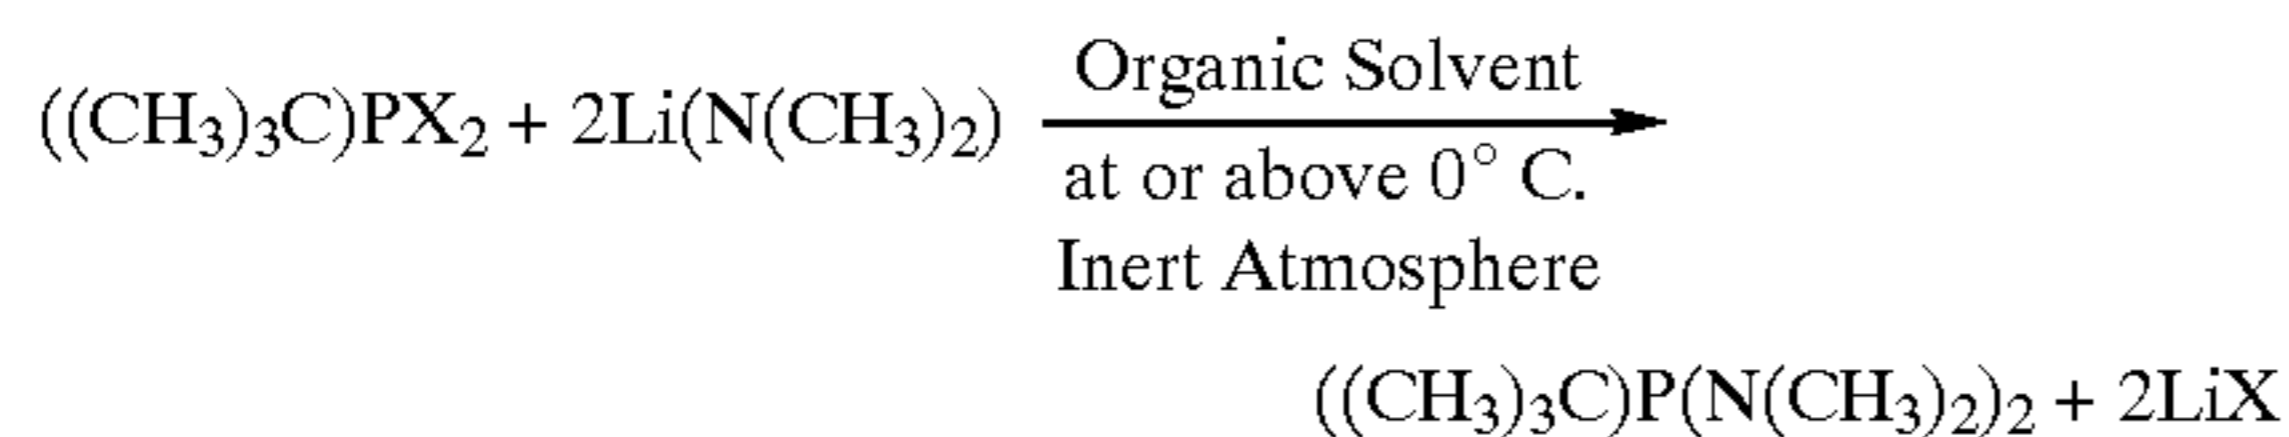 ((CH₃)₃C)PX₂ + 2Li(N(CH₃)₂)
Organic Solvent
at or above 0° C.
Inert Atmosphere
((CH₃)₃C)P(N(CH₃)₂)₂ + 2LiX